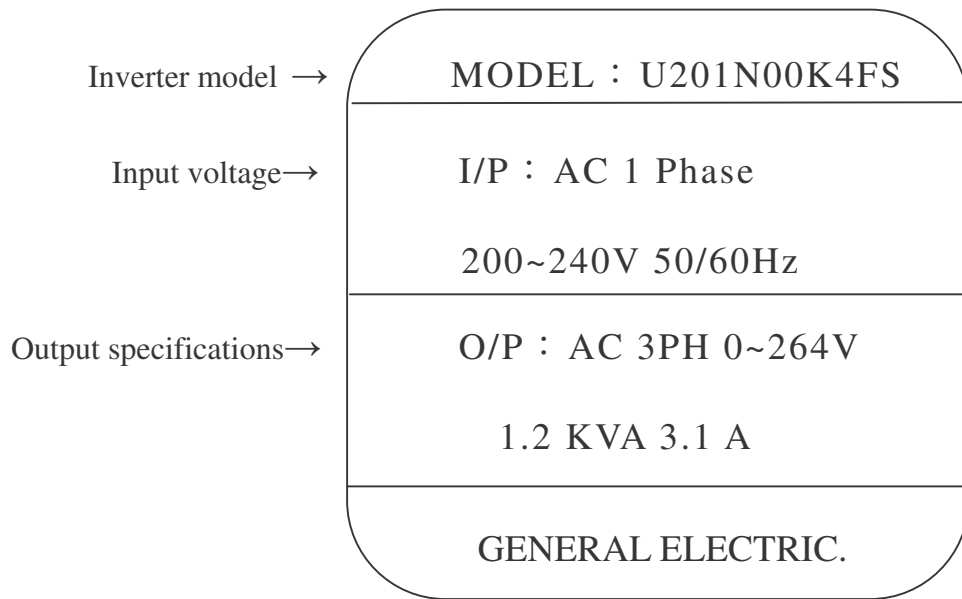 Inverter model → MODEL：U201N00K4FS
Input voltage→ I/P：AC 1 Phase
200~240V 50/60Hz
Output specifications→ O/P：AC 3PH 0~264V
1.2 KVA 3.1 A
GENERAL ELECTRIC.